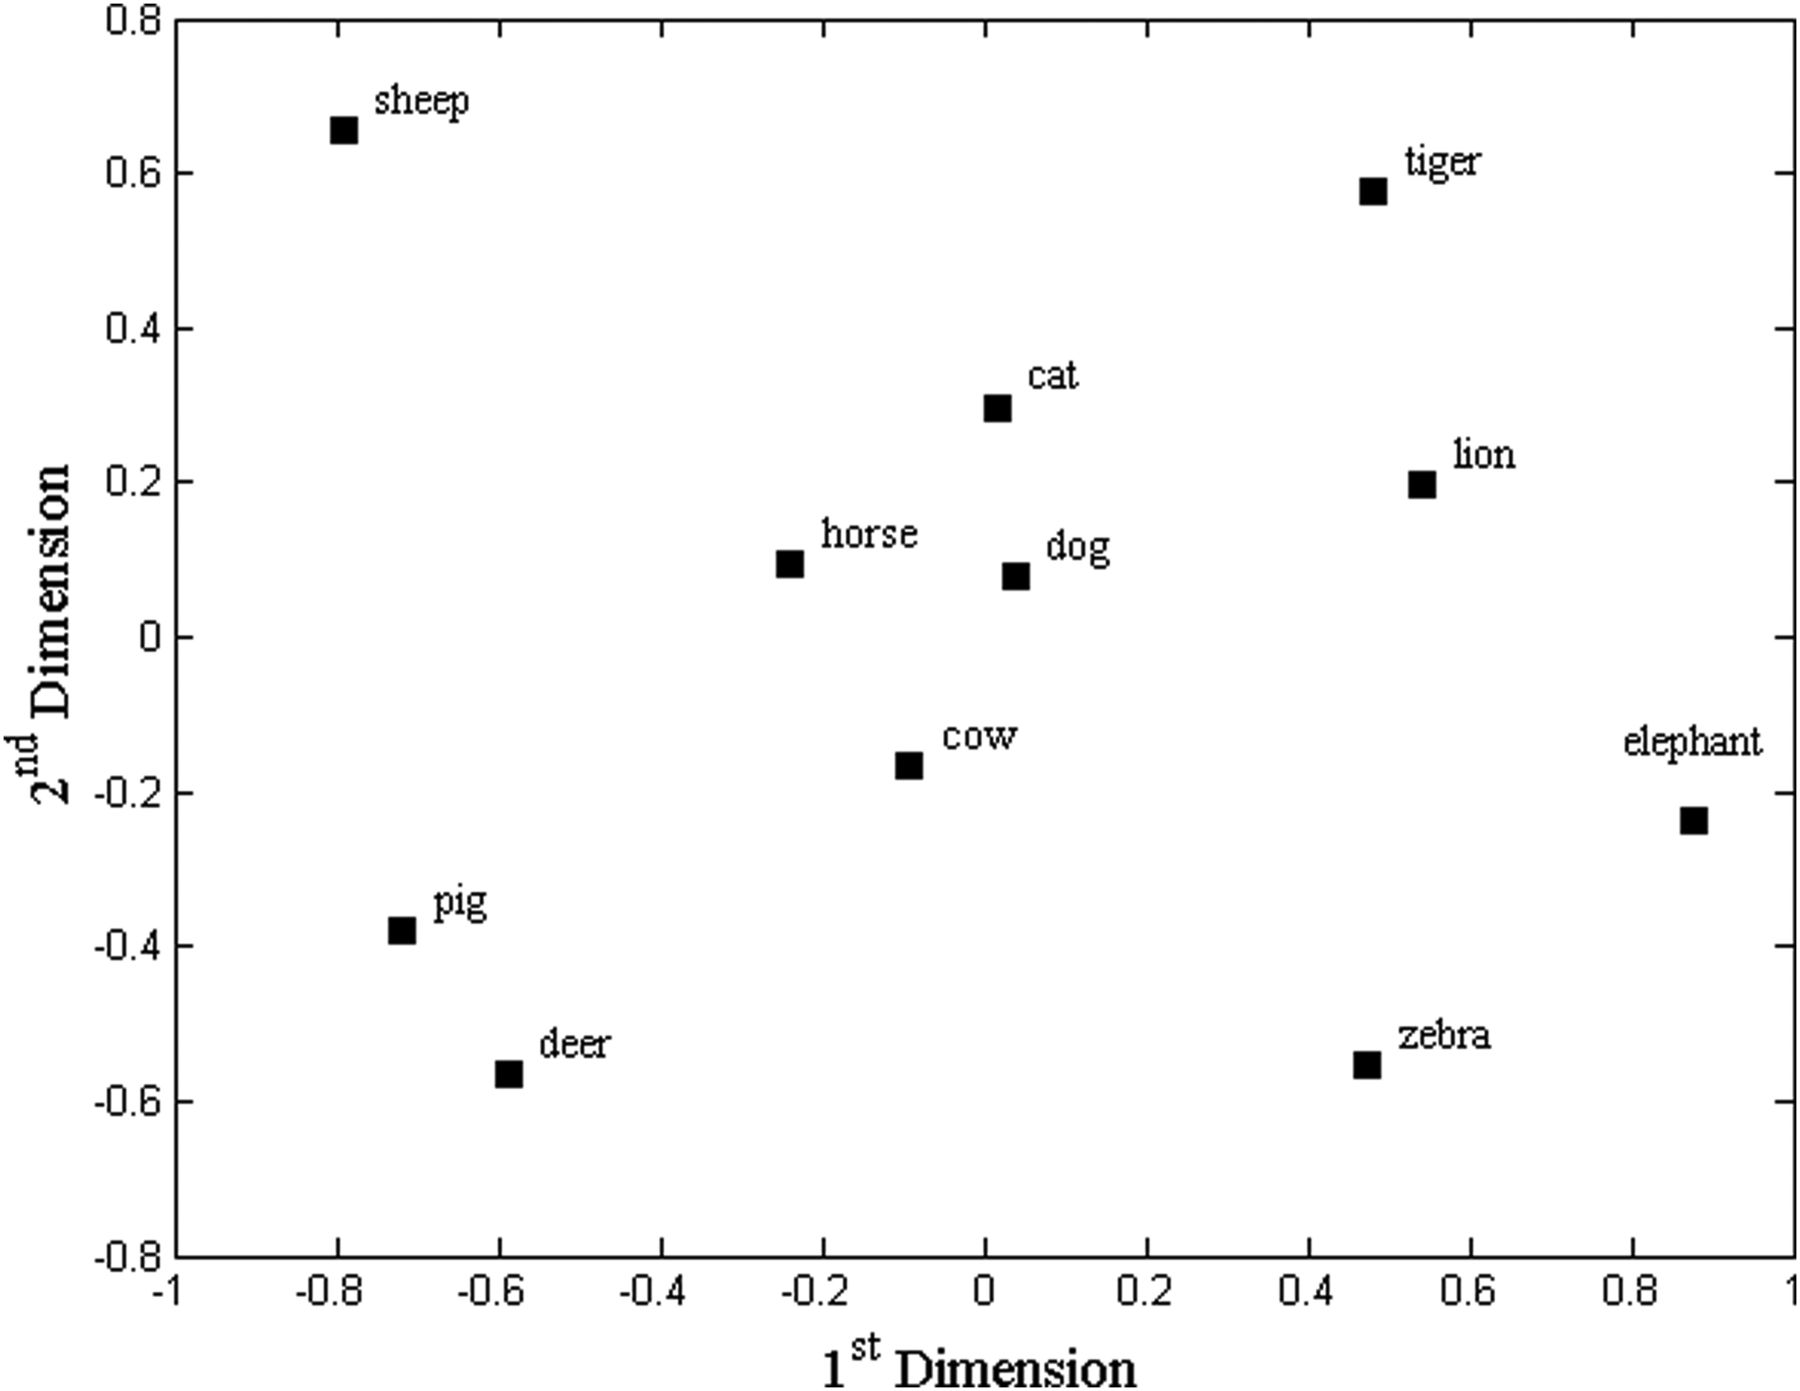 0.8
sheep
0.6
tiger
0.4
cat
lion
0.2
horse
dog
0
cow
elephant
-0.2
pig
-0.4
deer
zebra
-0.6
-0.8
-1 -0.8 -0.6 -0.4 -0.2 0 0.2 0.4 0.6 0.8 1
1st Dimension
2nd Dimension